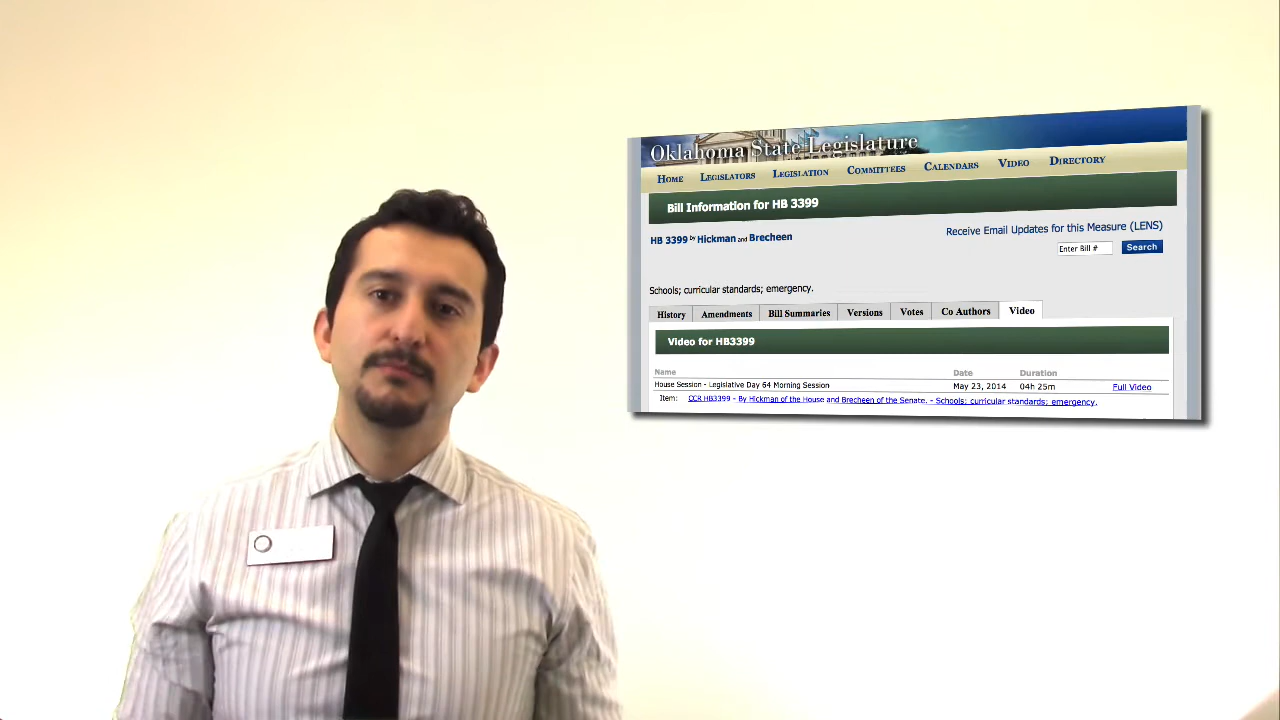 Oklahoma State Legislature
Home Legislators Legislation Committees Calendars Video Directory
Bill Information for HB 3399
HB 3399 by Hickman and Brecheen
Receive Email Updates for this Measure (LENS)
Enter Bill # Search
Schools; curricular standards; emergency.
History Amendments Bill Summaries Versions Votes Co Authors Video
Video for HB3399
Name Date Duration
House Session - Legislative Day 64 Morning Session May 23, 2014 04h 25m Full Video
Item: CCR HB3399 - By Hickman of the House and Brecheen of the Senate. - Schools; curricular standards; emergency.